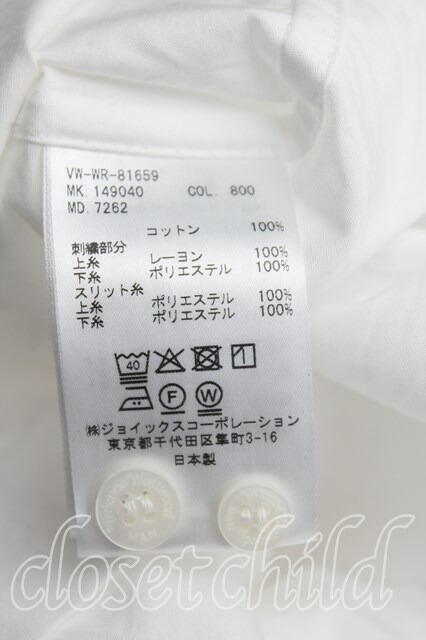 VW-WR-81659
MK. 149040 COL. 800
MD. 7262
コットン 100%
刺繍部分
上糸 レーヨン 100%
下糸 ポリエステル 100%
スリット糸
上糸 ポリエステル 100%
下糸 ポリエステル 100%
40
F W
㈱ジョイックスコーポレーション
東京都千代田区隼町3-16
日本製
MAN
closet child